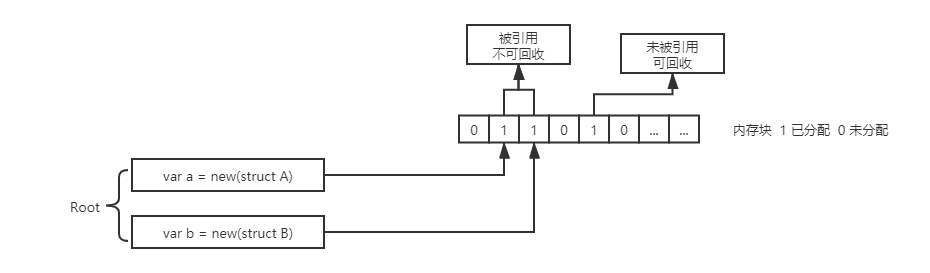 被引用
不可回收
未被引用
可回收
0 1 1 0 1 0 ... ...
内存块 1 已分配 0 未分配
var a = new(struct A)
Root
var b = new(struct B)